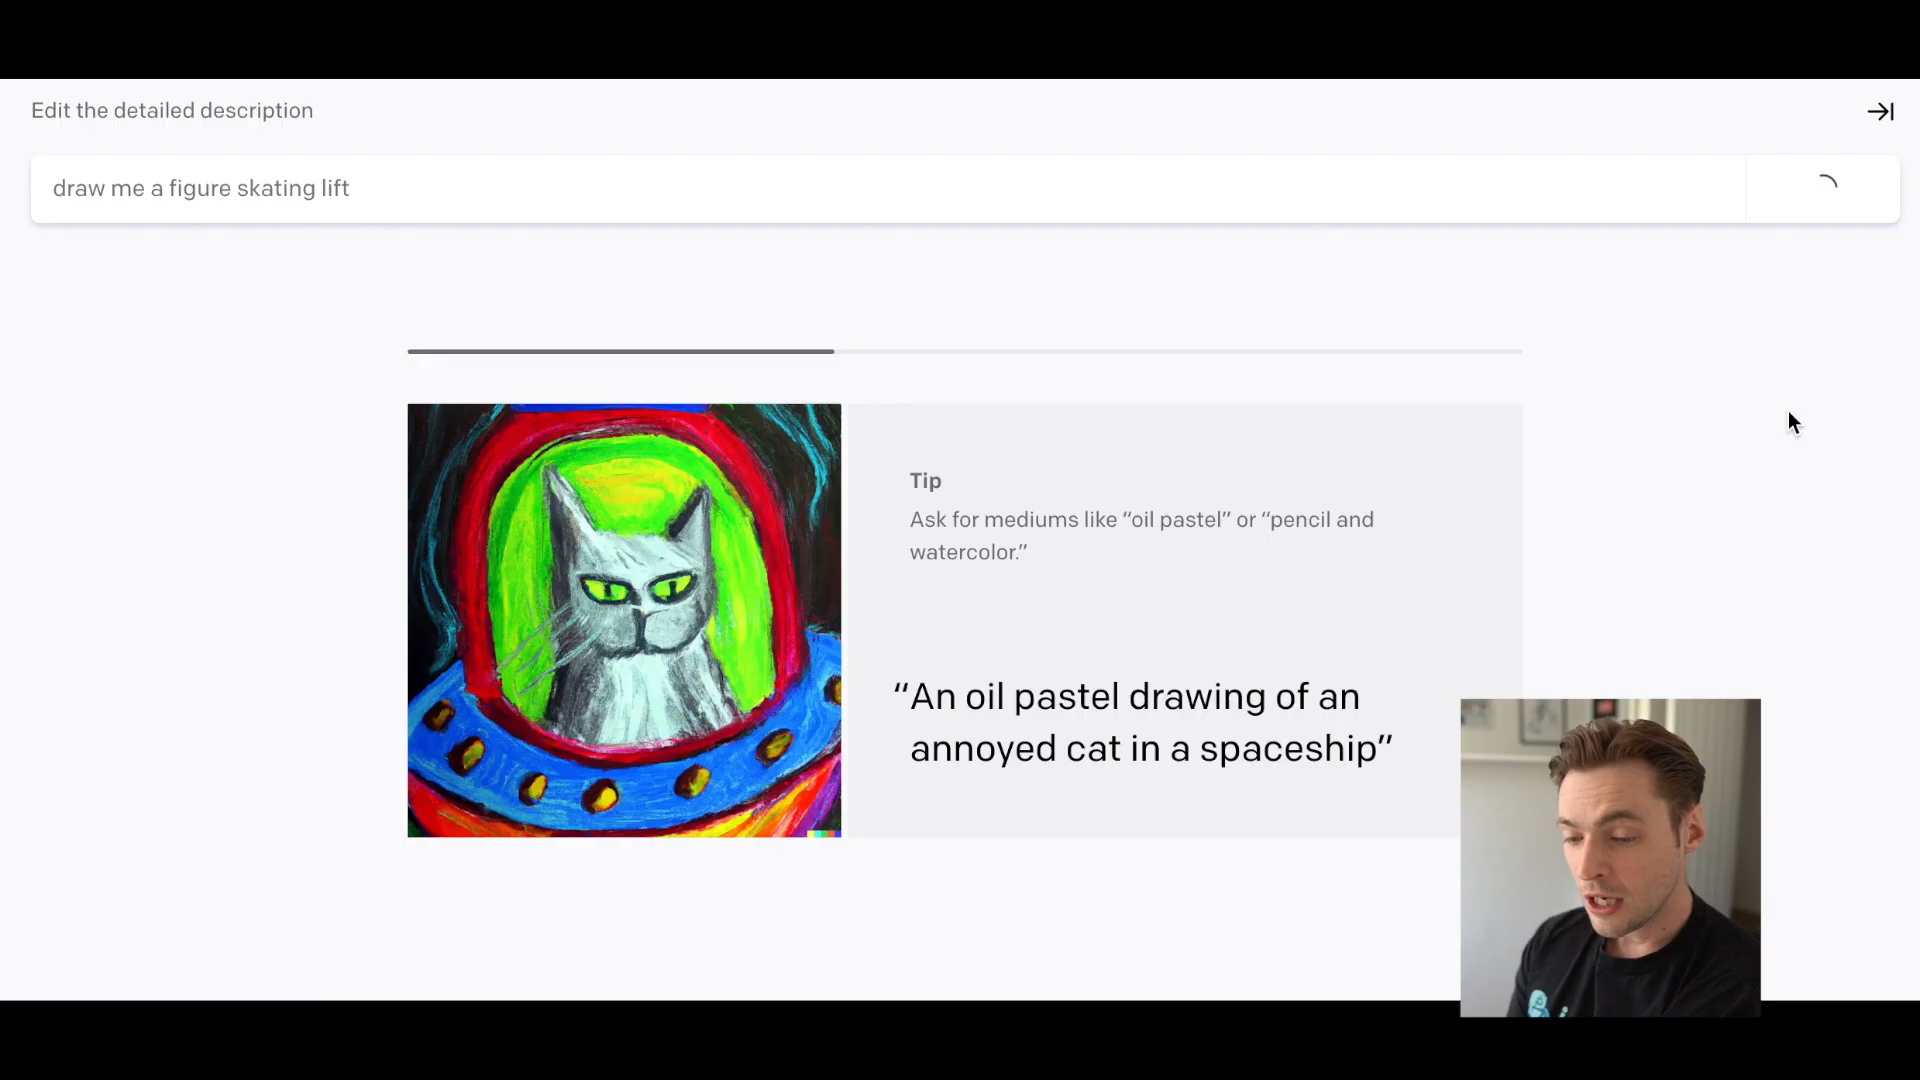 Edit the detailed description
draw me a figure skating lift
Tip
Ask for mediums like “oil pastel” or “pencil and
watercolor.”
“An oil pastel drawing of an
annoyed cat in a spaceship”